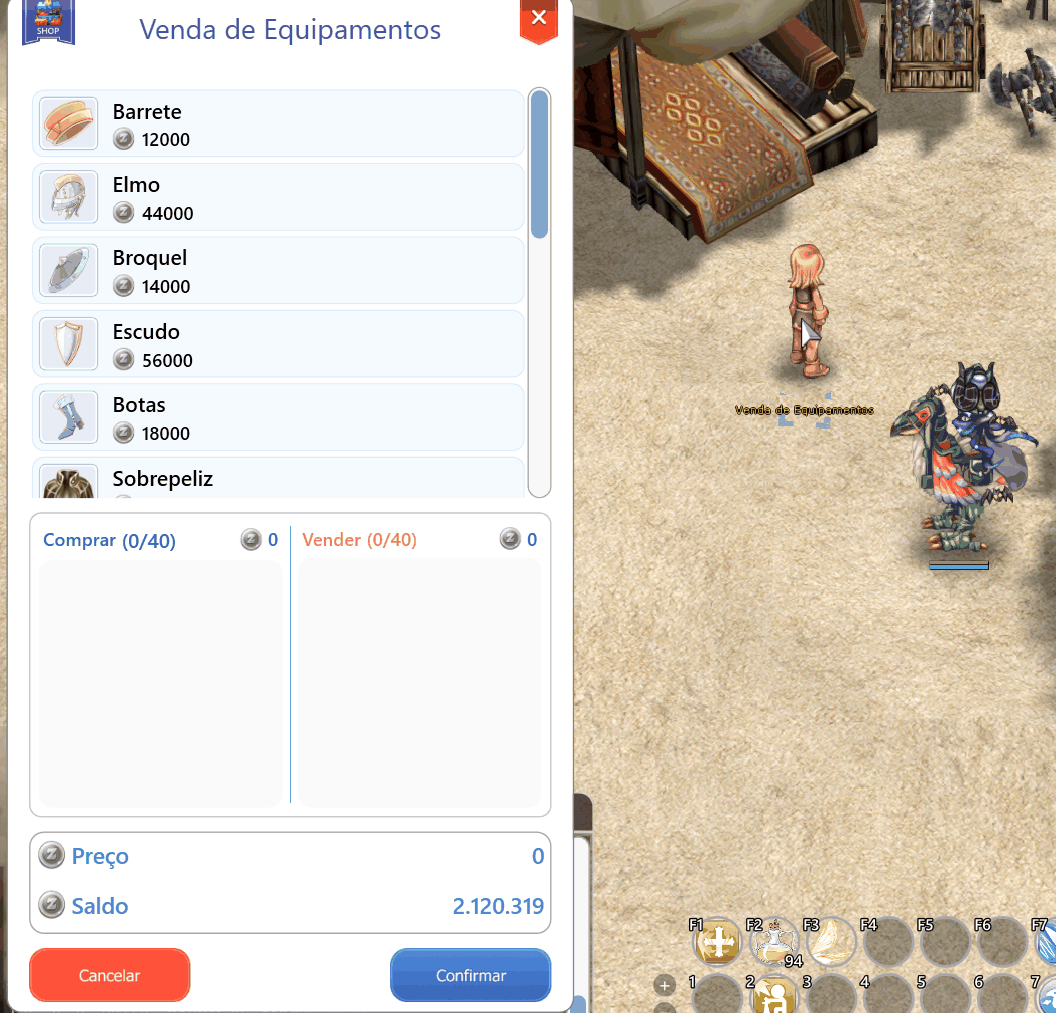 SHOP
Venda de Equipamentos
Barrete
12000
Elmo
44000
Broquel
14000
Escudo
56000
Botas
18000
Sobrepeliz
Comprar (0/40) 0
Vender (0/40) 0
Preço 0
Saldo 2.120.319
Cancelar
Confirmar
Venda de Equipamentos
F1 F2 F3 F4 F5 F6 F7
94
1 2 3 4 5 6 7